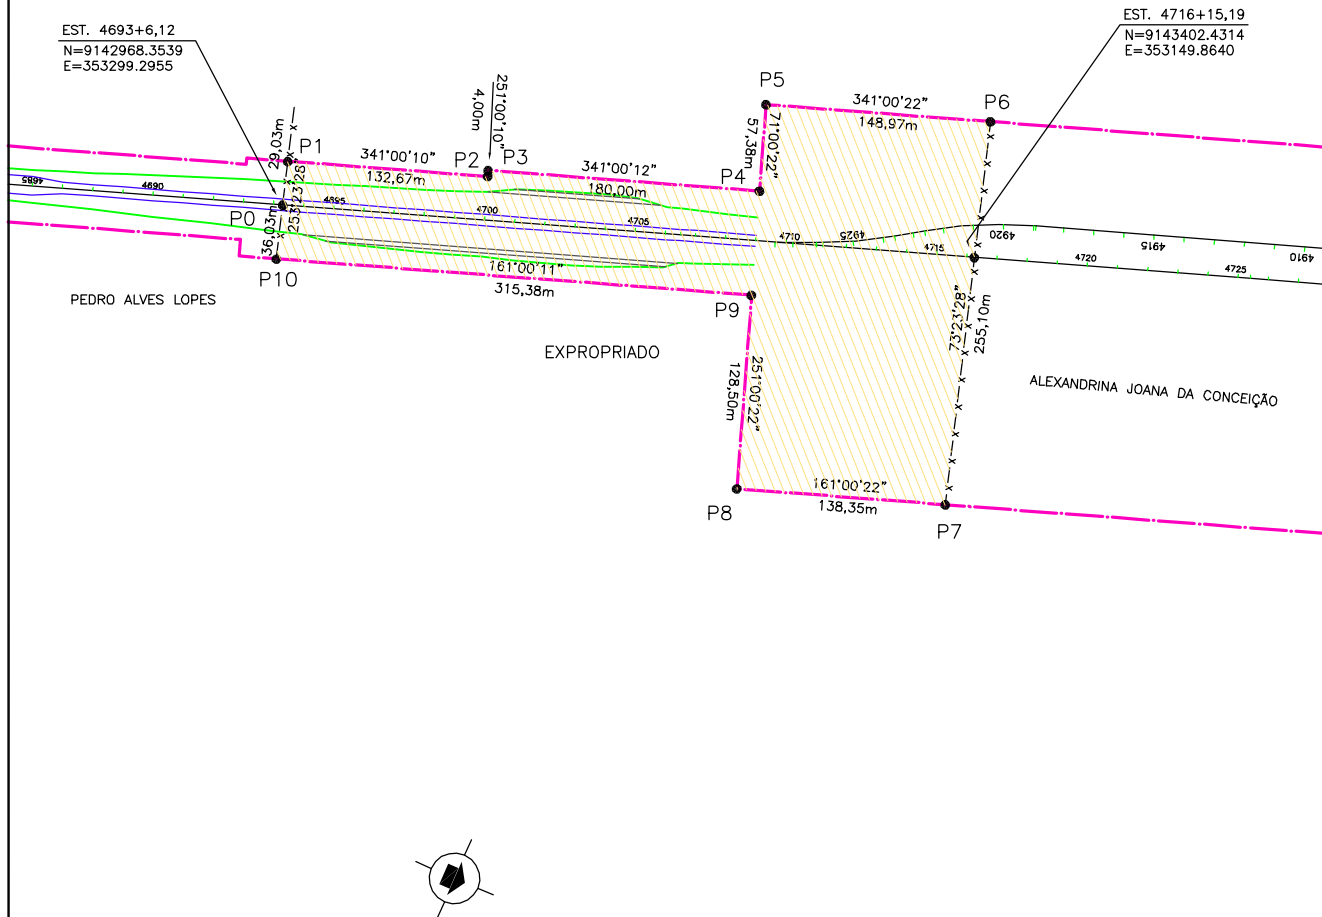 EST. 4693+6,12
N=9142968.3539
E=353299.2955
EST. 4716+15,19
N=9143402.4314
E=353149.8640
P5
P6
341°00'22"
148,97m
251°00'10"
4,00m
71°00'22"
57,38m
29,03m
P1
341°00'10"
132,67m
P2
P3
341°00'12"
180,00m
P4
253°23'28"
4685
4690
4695
4700
4705
4710
4925
4715
4920
4915
4910
4720
4725
P0
36,03m
P10
161°00'11"
315,38m
P9
PEDRO ALVES LOPES
EXPROPRIADO
73°23'28"
255,10m
251°00'22"
128,50m
ALEXANDRINA JOANA DA CONCEIÇÃO
161°00'22"
138,35m
P8
P7